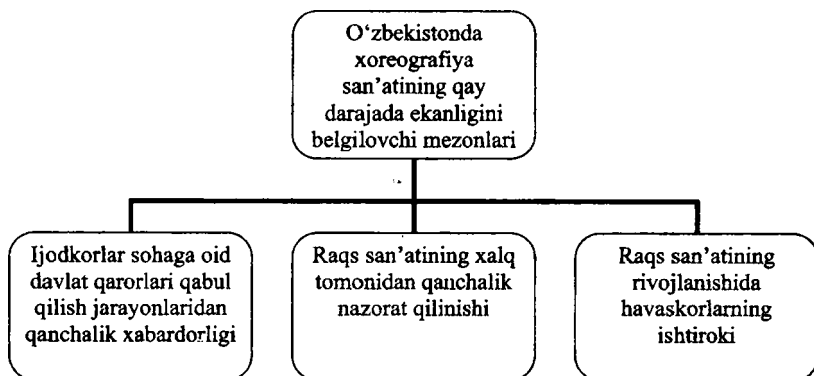 O‘zbekistonda
xoreografiya
san’atining qay
darajada ekanligini
belgilovchi mezonlari
Ijodkorlar sohaga oid
davlat qarorlari qabul
qilish jarayonlaridan
qanchalik xabardorligi
Raqs san’atining xalq
tomonidan qanchalik
nazorat qilinishi
Raqs san’atining
rivojlanishida
havaskorlarning
ishtiroki